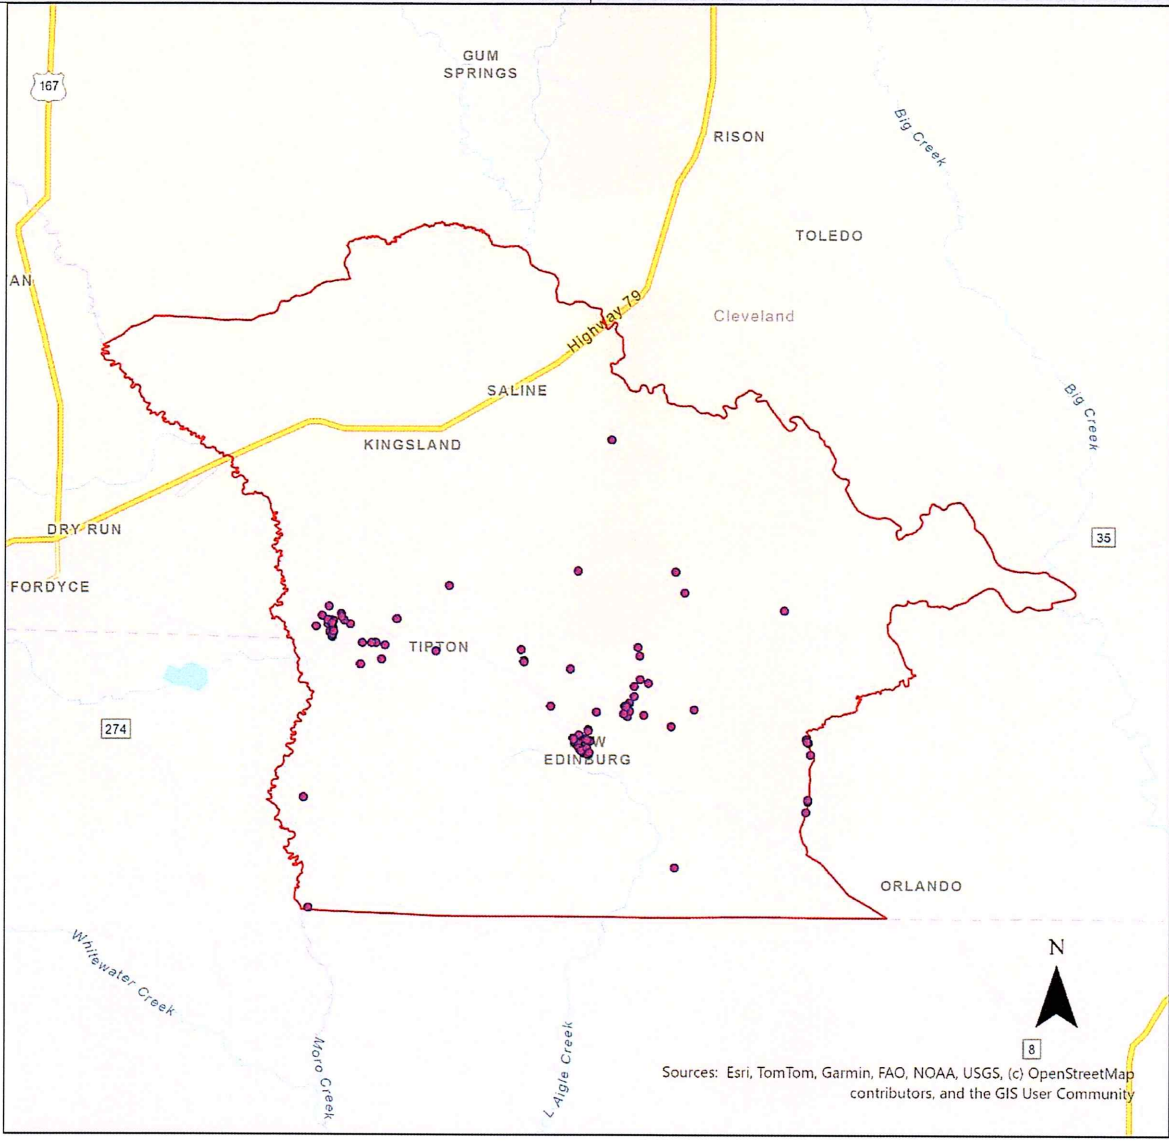 GUM
SPRINGS
167
RISON
Big Creek
TOLEDO
AN
Cleveland
Highway 79
SALINE
Big Creek
KINGSLAND
DRY RUN
35
FORDYCE
TIPTON
274
W
EDINBURG
ORLANDO
Whitewater Creek
N
8
Moro Creek
L Aigle Creek
Sources: Esri, TomTom, Garmin, FAO, NOAA, USGS, (c) OpenStreetMap
contributors, and the GIS User Community